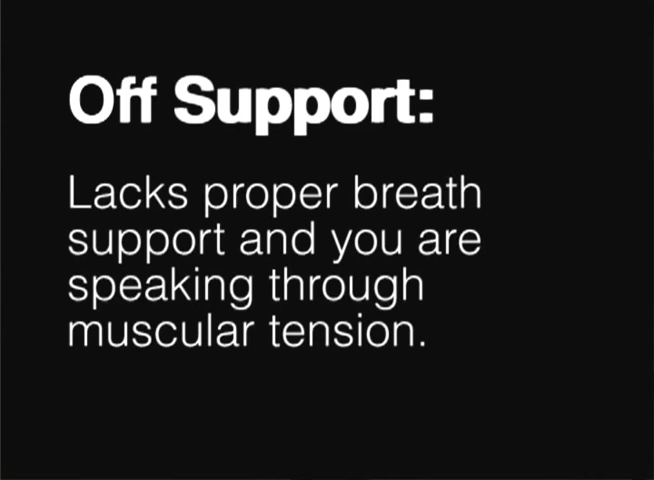 Off Support:
Lacks proper breath
support and you are
speaking through
muscular tension.